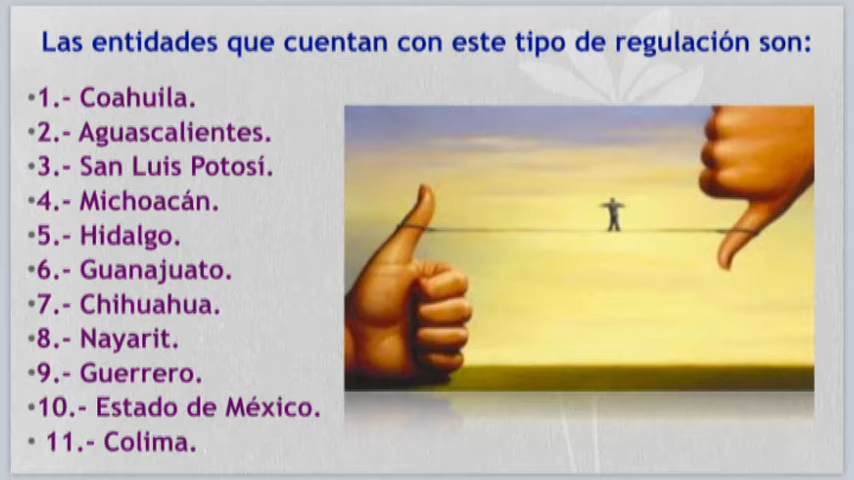 Las entidades que cuentan con este tipo de regulación son:
•1.- Coahuila.
•2.- Aguascalientes.
•3.- San Luis Potosí.
•4.- Michoacán.
•5.- Hidalgo.
•6.- Guanajuato.
•7.- Chihuahua.
•8.- Nayarit.
•9.- Guerrero.
•10.- Estado de México.
• 11.- Colima.